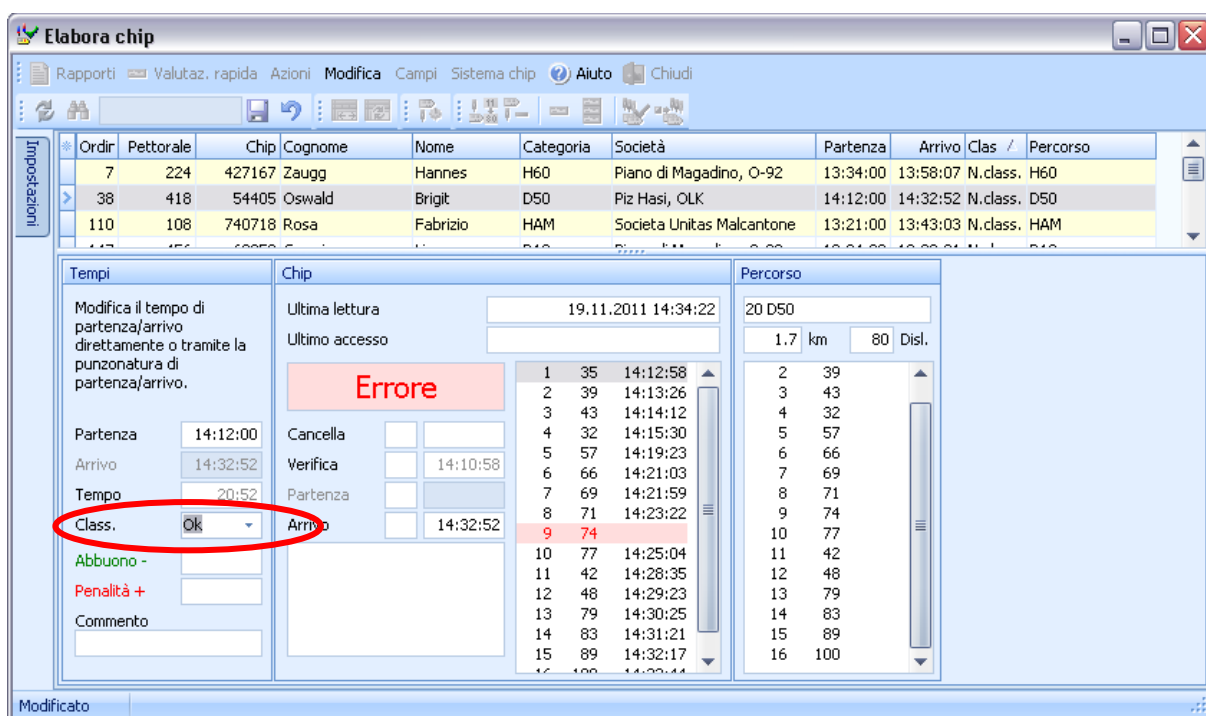 Elabora chip
Rapporti Valutaz. rapida Azioni Modifica Campi Sistema chip Aiuto Chiudi
Impostazioni
Ordir Pettorale Chip Cognome Nome Categoria Società Partenza Arrivo Clas Percorso
7 224 427167 Zaugg Hannes H60 Piano di Magadino, O-92 13:34:00 13:58:07 N.class. H60
38 418 54405 Oswald Brigit D50 Piz Hasi, OLK 14:12:00 14:32:52 N.class. D50
110 108 740718 Rosa Fabrizio HAM Societa Unitas Malcantone 13:21:00 13:43:03 N.class. HAM
Tempi
Modifica il tempo di
partenza/arrivo
direttamente o tramite la
punzonatura di
partenza/arrivo.
Partenza 14:12:00
Arrivo 14:32:52
Tempo 20:52
Class. Ok
Abbuono -
Penalità +
Commento
Chip
Ultima lettura 19.11.2011 14:34:22
Ultimo accesso
Errore
Cancella
Verifica 14:10:58
Partenza
Arrivo 14:32:52
1 35 14:12:58
2 39 14:13:26
3 43 14:14:12
4 32 14:15:30
5 57 14:19:23
6 66 14:21:03
7 69 14:21:59
8 71 14:23:22
9 74
10 77 14:25:04
11 42 14:28:35
12 48 14:29:23
13 79 14:30:25
14 83 14:31:21
15 89 14:32:17
Percorso
20 D50
1.7 km 80 Disl.
2 39
3 43
4 32
5 57
6 66
7 69
8 71
9 74
10 77
11 42
12 48
13 79
14 83
15 89
16 100
Modificato